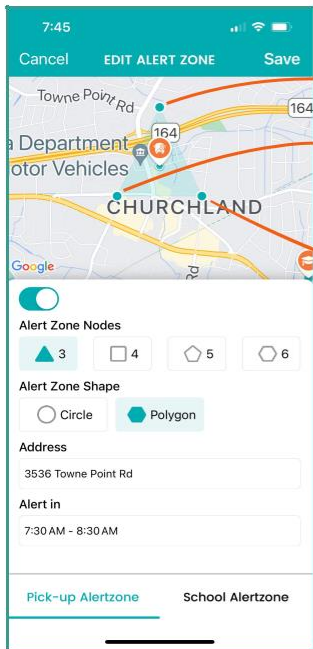 7:45
Cancel EDIT ALERT ZONE Save
Towne Point Rd
164
164
a Department
otor Vehicles
CHURCHLAND
Google
Rd
Alert Zone Nodes
3 4 5 6
Alert Zone Shape
Circle Polygon
Address
3536 Towne Point Rd
Alert in
7:30 AM - 8:30 AM
Pick-up Alertzone School Alertzone